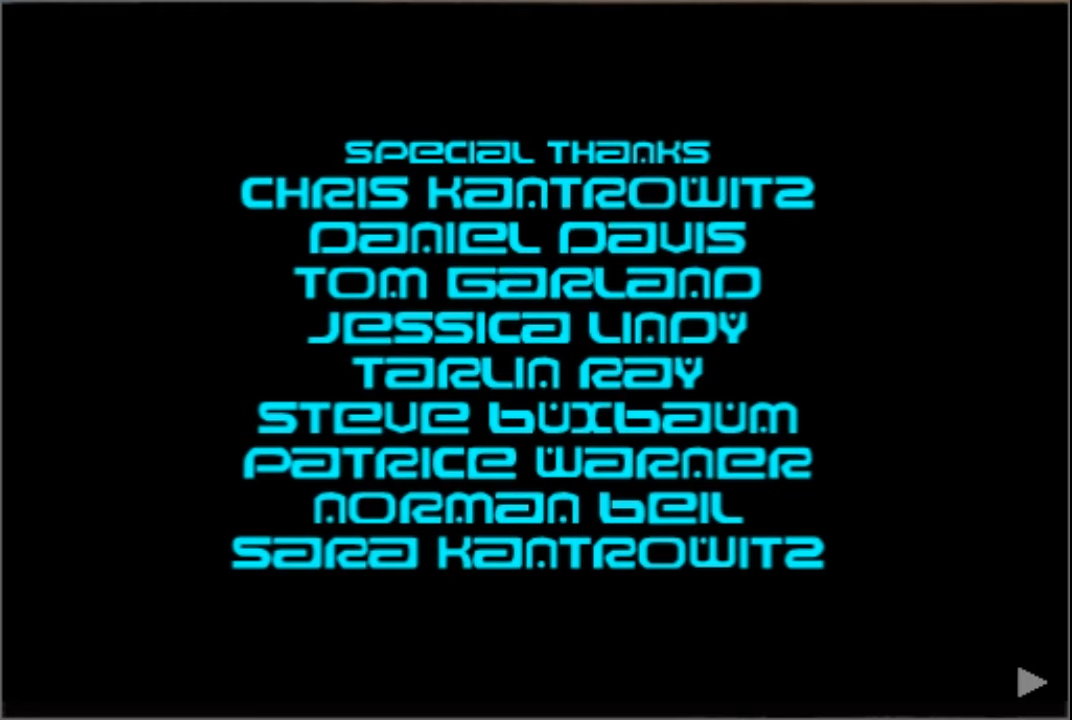 SPECIAL THANKS
CHRIS KANTROWITZ
DANIEL DAVIS
TOM GARLAND
JESSICA LINDY
TARLIN RAY
STEVE BUXBAUM
PATRICE WARNER
NORMAN BEIL
SARA KANTROWITZ